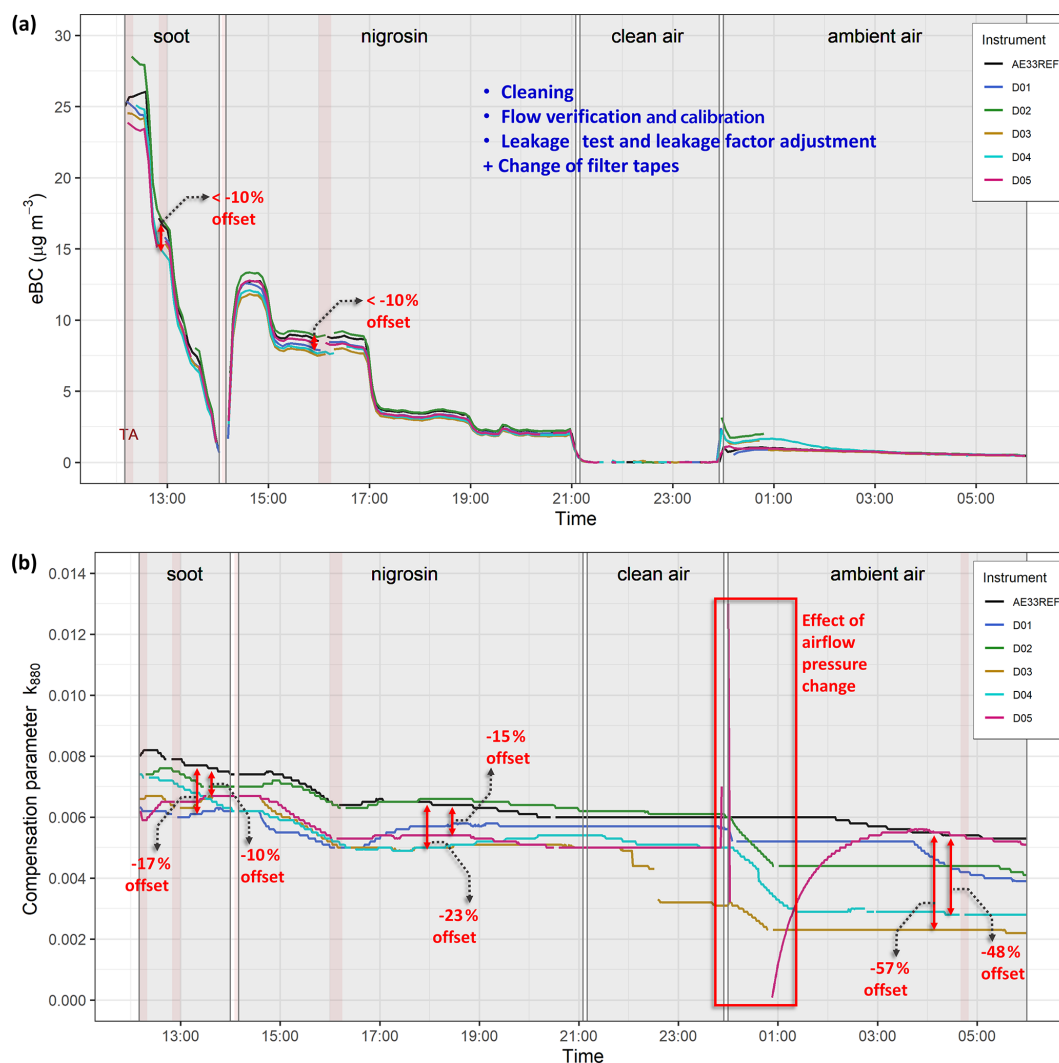 (a)
soot
nigrosin
clean air
ambient air
Instrument
AE33REF
D01
D02
D03
D04
D05
• Cleaning
• Flow verification and calibration
• Leakage test and leakage factor adjustment
+ Change of filter tapes
< -10%
offset
< -10%
offset
TA
eBC (μg m−3)
30
25
20
15
10
5
0
13:00
15:00
17:00
19:00
21:00
23:00
01:00
03:00
05:00
Time
(b)
soot
nigrosin
clean air
ambient air
Instrument
AE33REF
D01
D02
D03
D04
D05
Effect of
airflow
pressure
change
-15%
offset
-17%
offset
-10%
offset
-23%
offset
-57%
offset
-48%
offset
Compensation parameter k880
0.014
0.012
0.010
0.008
0.006
0.004
0.002
0.000
13:00
15:00
17:00
19:00
21:00
23:00
01:00
03:00
05:00
Time